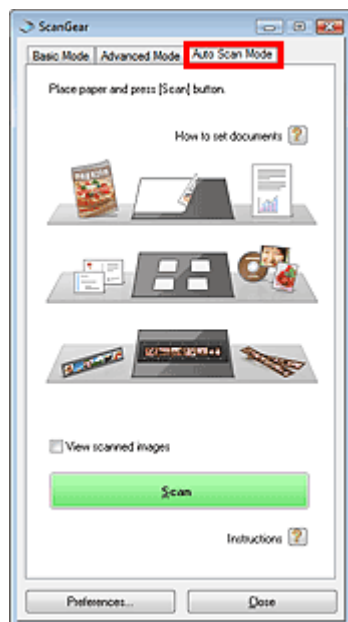 ScanGear
Basic Mode Advanced Mode Auto Scan Mode
Place paper and press [Scan] button.
How to set documents ?
View scanned images
Scan
Instructions ?
Preferences... Close